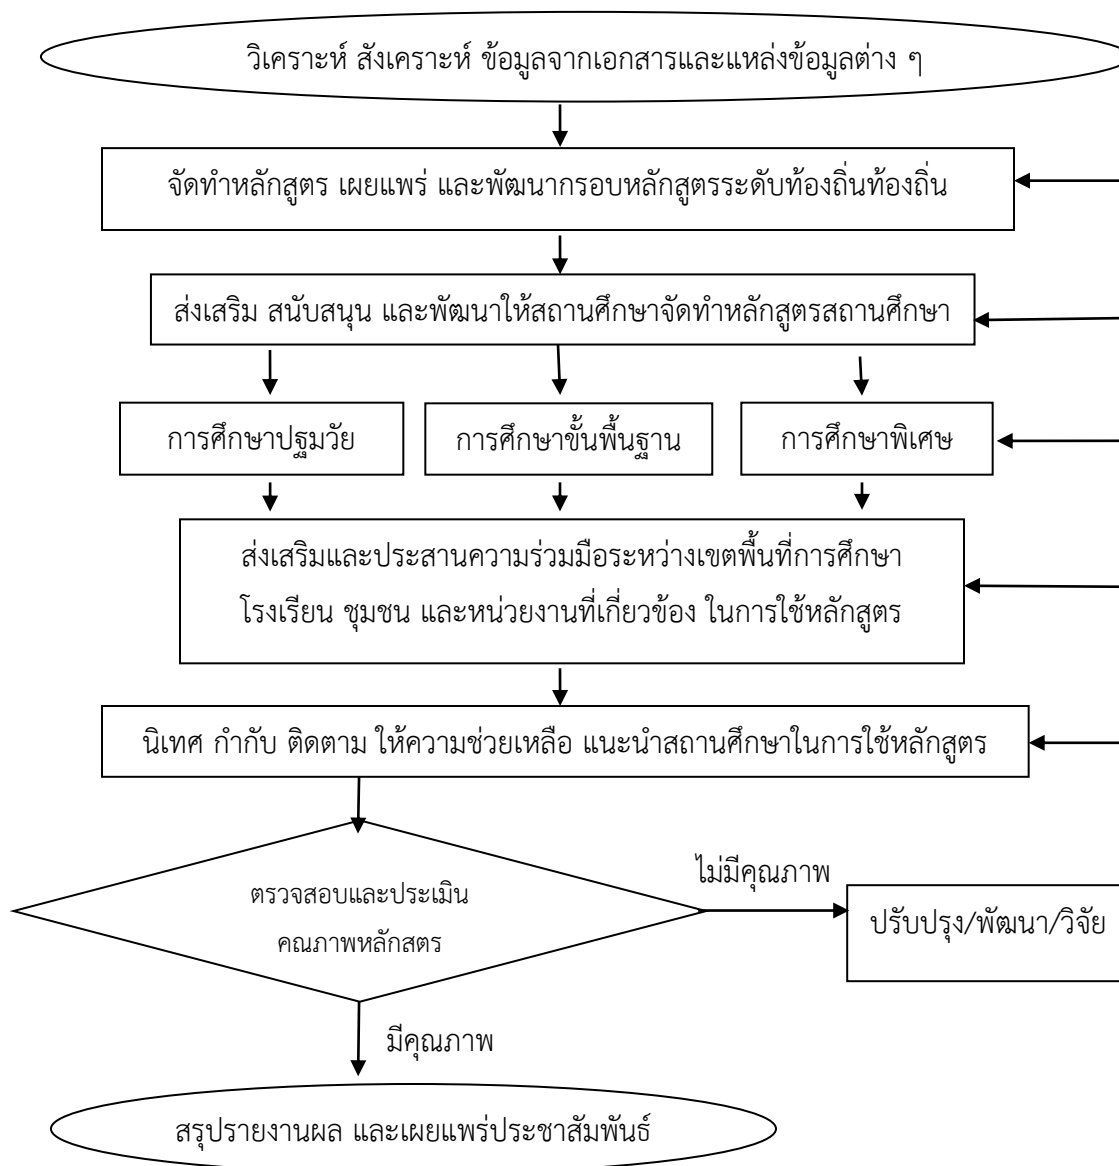 วิเคราะห์ สังเคราะห์ ข้อมูลจากเอกสารและแหล่งข้อมูลต่าง ๆ
จัดทำหลักสูตร เผยแพร่ และพัฒนากรอบหลักสูตรระดับท้องถิ่นท้องถิ่น
ส่งเสริม สนับสนุน และพัฒนาให้สถานศึกษาจัดทำหลักสูตรสถานศึกษา
การศึกษาปฐมวัย
การศึกษาขั้นพื้นฐาน
การศึกษาพิเศษ
ส่งเสริมและประสานความร่วมมือระหว่างเขตพื้นที่การศึกษา
โรงเรียน ชุมชน และหน่วยงานที่เกี่ยวข้อง ในการใช้หลักสูตร
นิเทศ กำกับ ติดตาม ให้ความช่วยเหลือ แนะนำสถานศึกษาในการใช้หลักสูตร
ตรวจสอบและประเมิน
คณภาพหลักสตร
ไม่มีคุณภาพ
ปรับปรุง/พัฒนา/วิจัย
มีคุณภาพ
สรุปรายงานผล และเผยแพร่ประชาสัมพันธ์